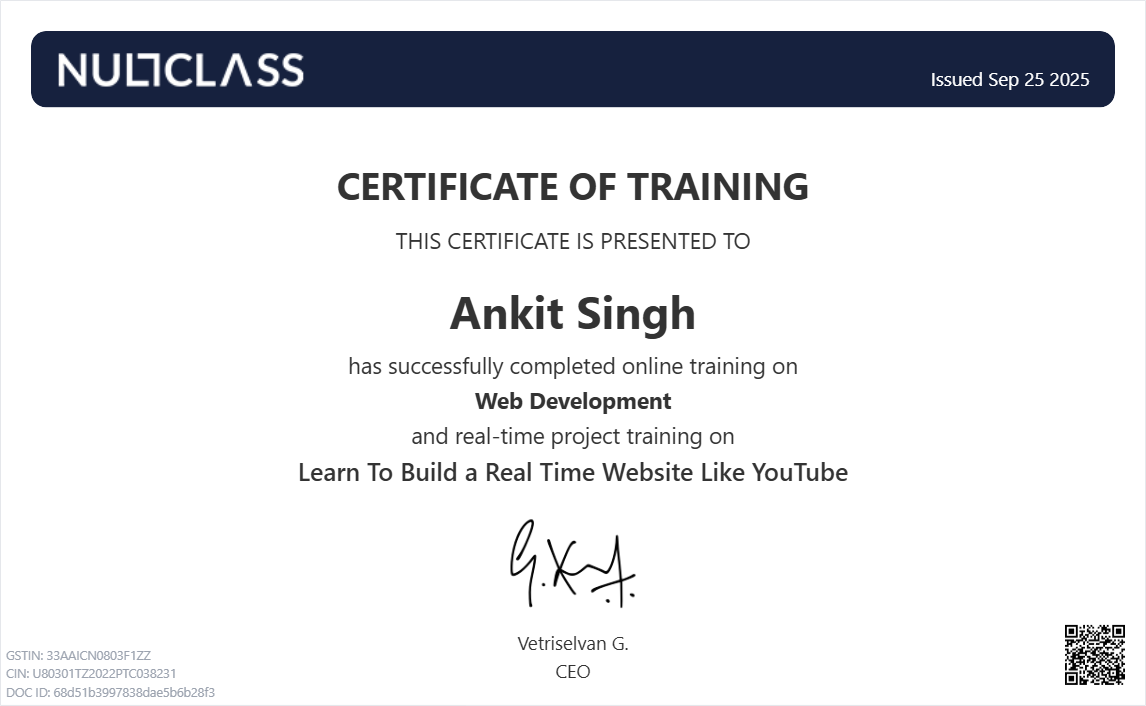 NULLCLASS
Issued Sep 25 2025
CERTIFICATE OF TRAINING
THIS CERTIFICATE IS PRESENTED TO
Ankit Singh
has successfully completed online training on
Web Development
and real-time project training on
Learn To Build a Real Time Website Like YouTube
Vetriselvan G.
CEO
GSTIN: 33AAICN0803F1ZZ
CIN: U80301TZ2022PTC038231
DOC ID: 68d51b3997838dae5b6b28f3